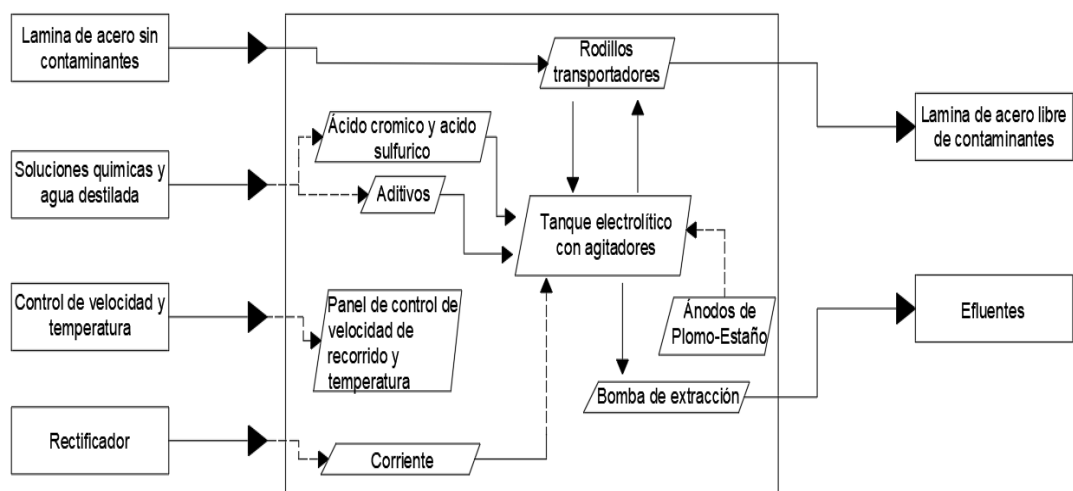 Lamina de acero sin
contaminantes
Rodillos
transportadores
Lamina de acero libre
de contaminantes
Ácido cromico y acido
sulfurico
Soluciones quimicas y
agua destilada
Aditivos
Tanque electrolítico
con agitadores
Control de velocidad y
temperatura
Panel de control de
velocidad de
recorrido y
temperatura
Ánodos de
Plomo-Estaño
Efluentes
Bomba de extracción
Rectificador
Corriente